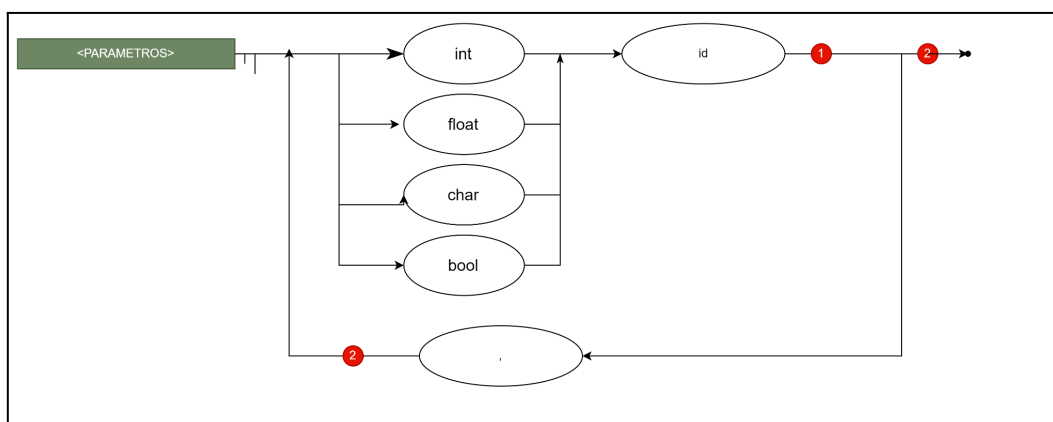 <PARAMETROS>
int
id
1
2
float
char
bool
2
,